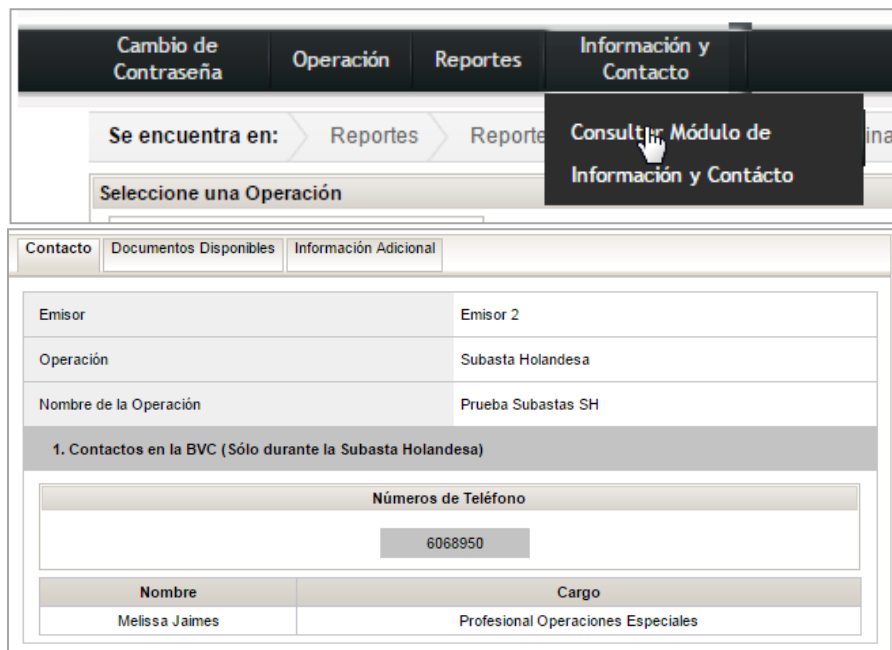 Cambio de
Contraseña
Operación
Reportes
Información y
Contacto
Se encuentra en:
Reportes
Reporte
Consultar Módulo de
Información y Contácto
ina
Seleccione una Operación
Contacto
Documentos Disponibles
Información Adicional
Emisor
Emisor 2
Operación
Subasta Holandesa
Nombre de la Operación
Prueba Subastas SH
1. Contactos en la BVC (Sólo durante la Subasta Holandesa)
Números de Teléfono
6068950
Nombre
Cargo
Melissa Jaimes
Profesional Operaciones Especiales